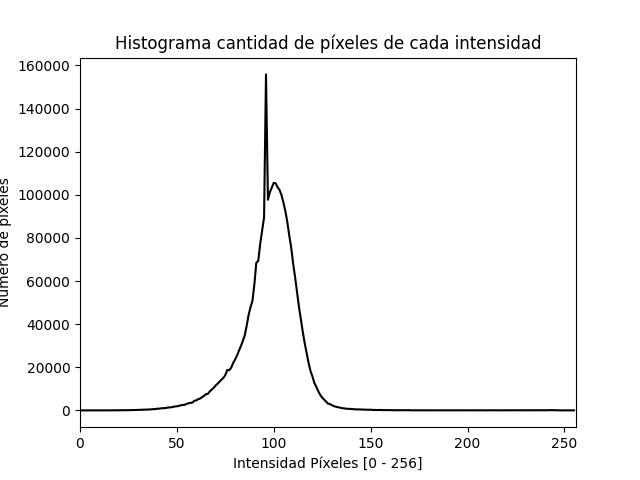 Histograma cantidad de píxeles de cada intensidad
Número de píxeles
160000
140000
120000
100000
80000
60000
40000
20000
0
0 50 100 150 200 250
Intensidad Píxeles [0 - 256]